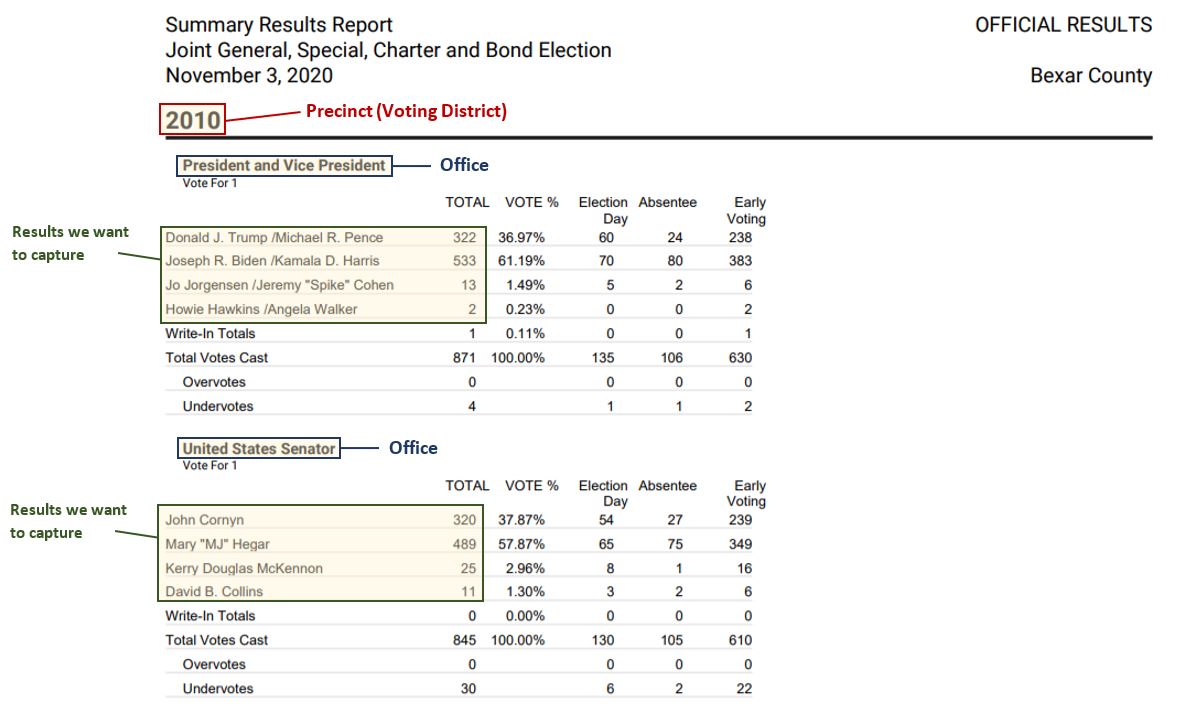 Summary Results Report OFFICIAL RESULTS
Joint General, Special, Charter and Bond Election
November 3, 2020 Bexar County
2010 Precinct (Voting District)
President and Vice President Office
Vote For 1
TOTAL VOTE % Election Day Absentee Early Voting
Results we want to capture
Donald J. Trump /Michael R. Pence 322 36.97% 60 24 238
Joseph R. Biden /Kamala D. Harris 533 61.19% 70 80 383
Jo Jorgensen /Jeremy "Spike" Cohen 13 1.49% 5 2 6
Howie Hawkins /Angela Walker 2 0.23% 0 0 2
Write-In Totals 1 0.11% 0 0 1
Total Votes Cast 871 100.00% 135 106 630
Overvotes 0 0 0 0
Undervotes 4 1 1 2
United States Senator Office
Vote For 1
TOTAL VOTE % Election Day Absentee Early Voting
Results we want to capture
John Cornyn 320 37.87% 54 27 239
Mary "MJ" Hegar 489 57.87% 65 75 349
Kerry Douglas McKennon 25 2.96% 8 1 16
David B. Collins 11 1.30% 3 2 6
Write-In Totals 0 0.00% 0 0 0
Total Votes Cast 845 100.00% 130 105 610
Overvotes 0 0 0 0
Undervotes 30 6 2 22